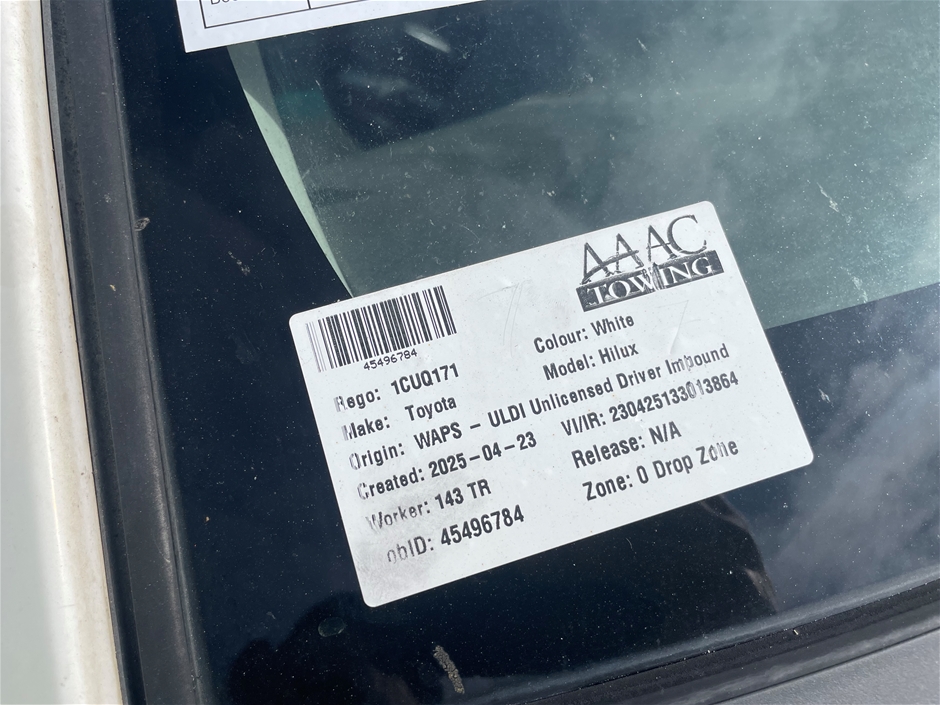 AAAC
TOWING
45496784
Rego: 1CUQ171
Colour: White
Make: Toyota
Model: Hilux
Origin: WAPS - ULDI Unlicensed Driver Impound
Created: 2025-04-23
VI/IR: 230425133013864
Worker: 143 TR
Release: N/A
obID: 45496784
Zone: 0 Drop Zone